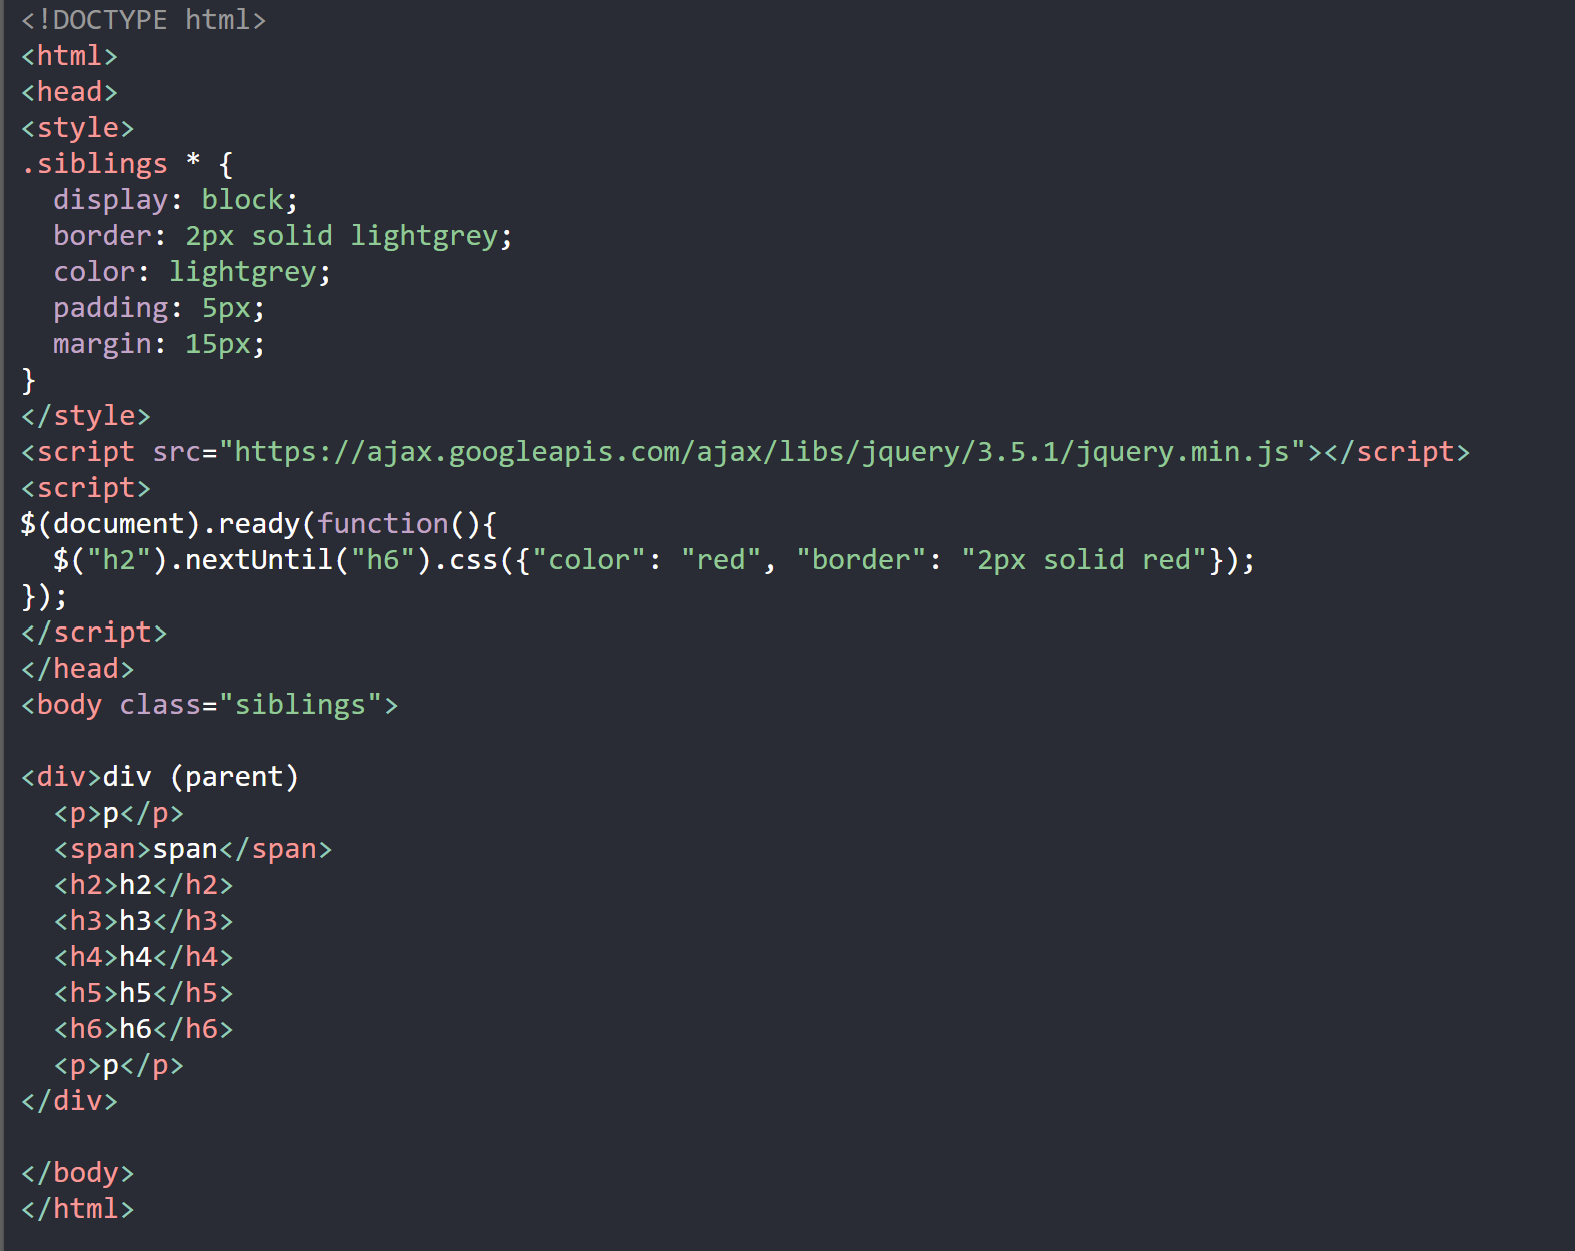 <!DOCTYPE html>
<html>
<head>
<style>
.siblings * {
  display: block;
  border: 2px solid lightgrey;
  color: lightgrey;
  padding: 5px;
  margin: 15px;
}
</style>
<script src="https://ajax.googleapis.com/ajax/libs/jquery/3.5.1/jquery.min.js"></script>
<script>
$(document).ready(function(){
  $("h2").nextUntil("h6").css({"color": "red", "border": "2px solid red"});
});
</script>
</head>
<body class="siblings">

<div>div (parent)
  <p>p</p>
  <span>span</span>
  <h2>h2</h2>
  <h3>h3</h3>
  <h4>h4</h4>
  <h5>h5</h5>
  <h6>h6</h6>
  <p>p</p>
</div>

</body>
</html>